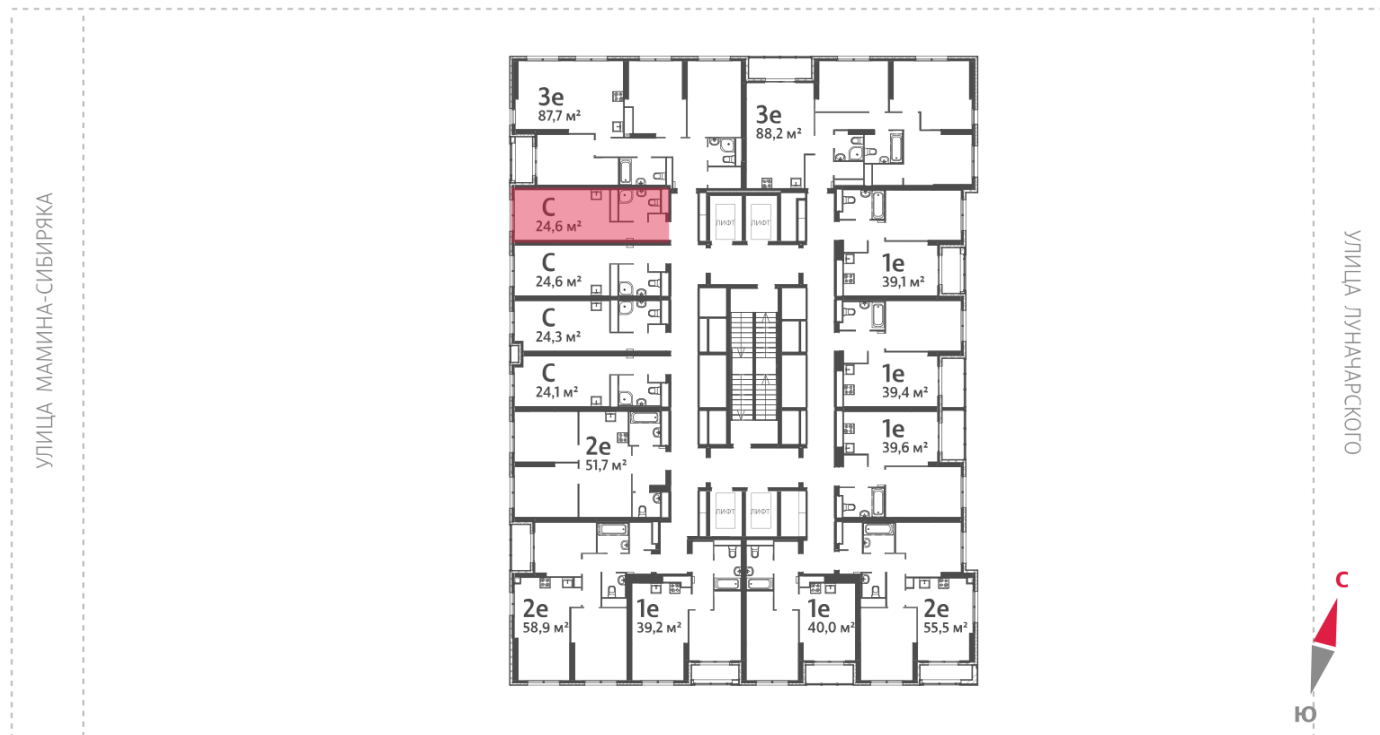 УЛИЦА МАМИНА-СИБИРЯКА
3е
87,7 м²
3е
88,2 м²
С
24,6 м²
ЛИФТ
ЛИФТ
С
24,6 м²
1е
39,1 м²
С
24,3 м²
С
24,1 м²
1е
39,4 м²
2е
51,7 м²
1е
39,6 м²
ЛИФТ
ЛИФТ
2е
58,9 м²
1е
39,2 м²
1е
40,0 м²
2е
55,5 м²
УЛИЦА ЛУНАЧАРСКОГО
С
Ю